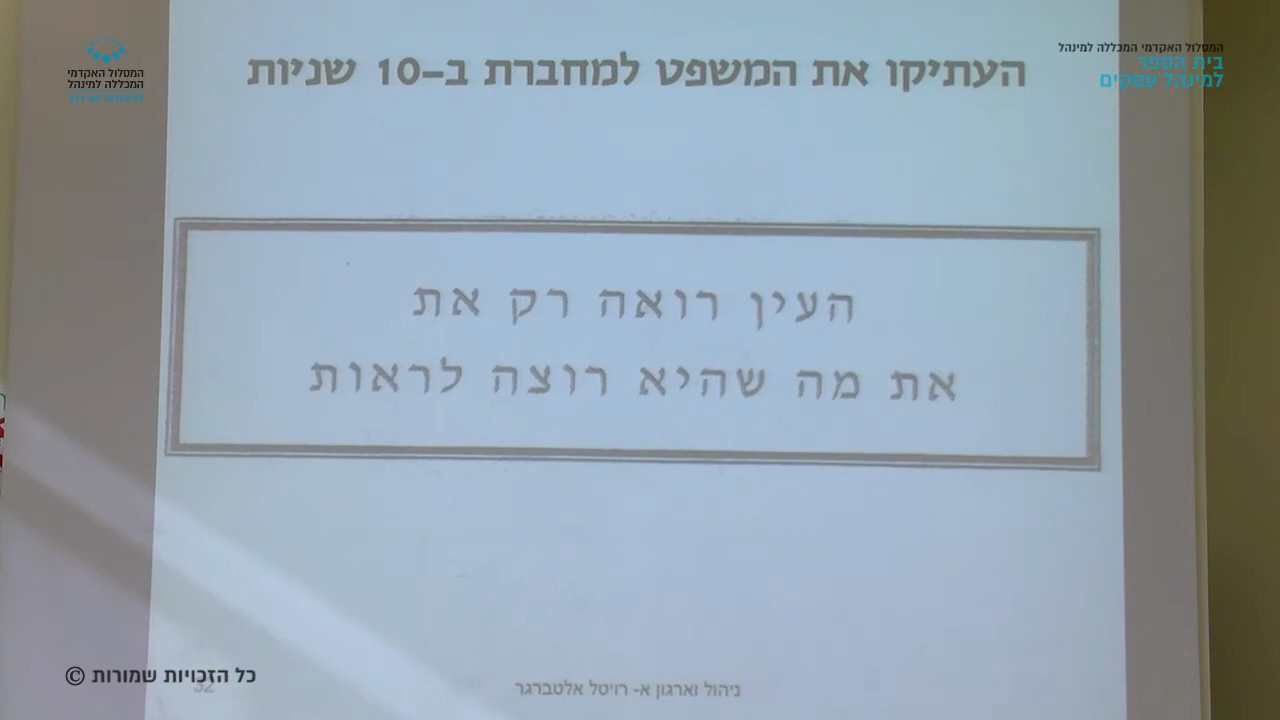 המסלול האקדמי המכללה למינהל
בית הספר
למינהל עסקים
המסלול האקדמי
המכללה למינהל
העתיקו את המשפט למחברת ב-10 שניות
העין רואה רק את
את מה שהיא רוצה לראות
ניהול וארגון א- רויטל אלטברגר
32
כל הזכויות שמורות ©